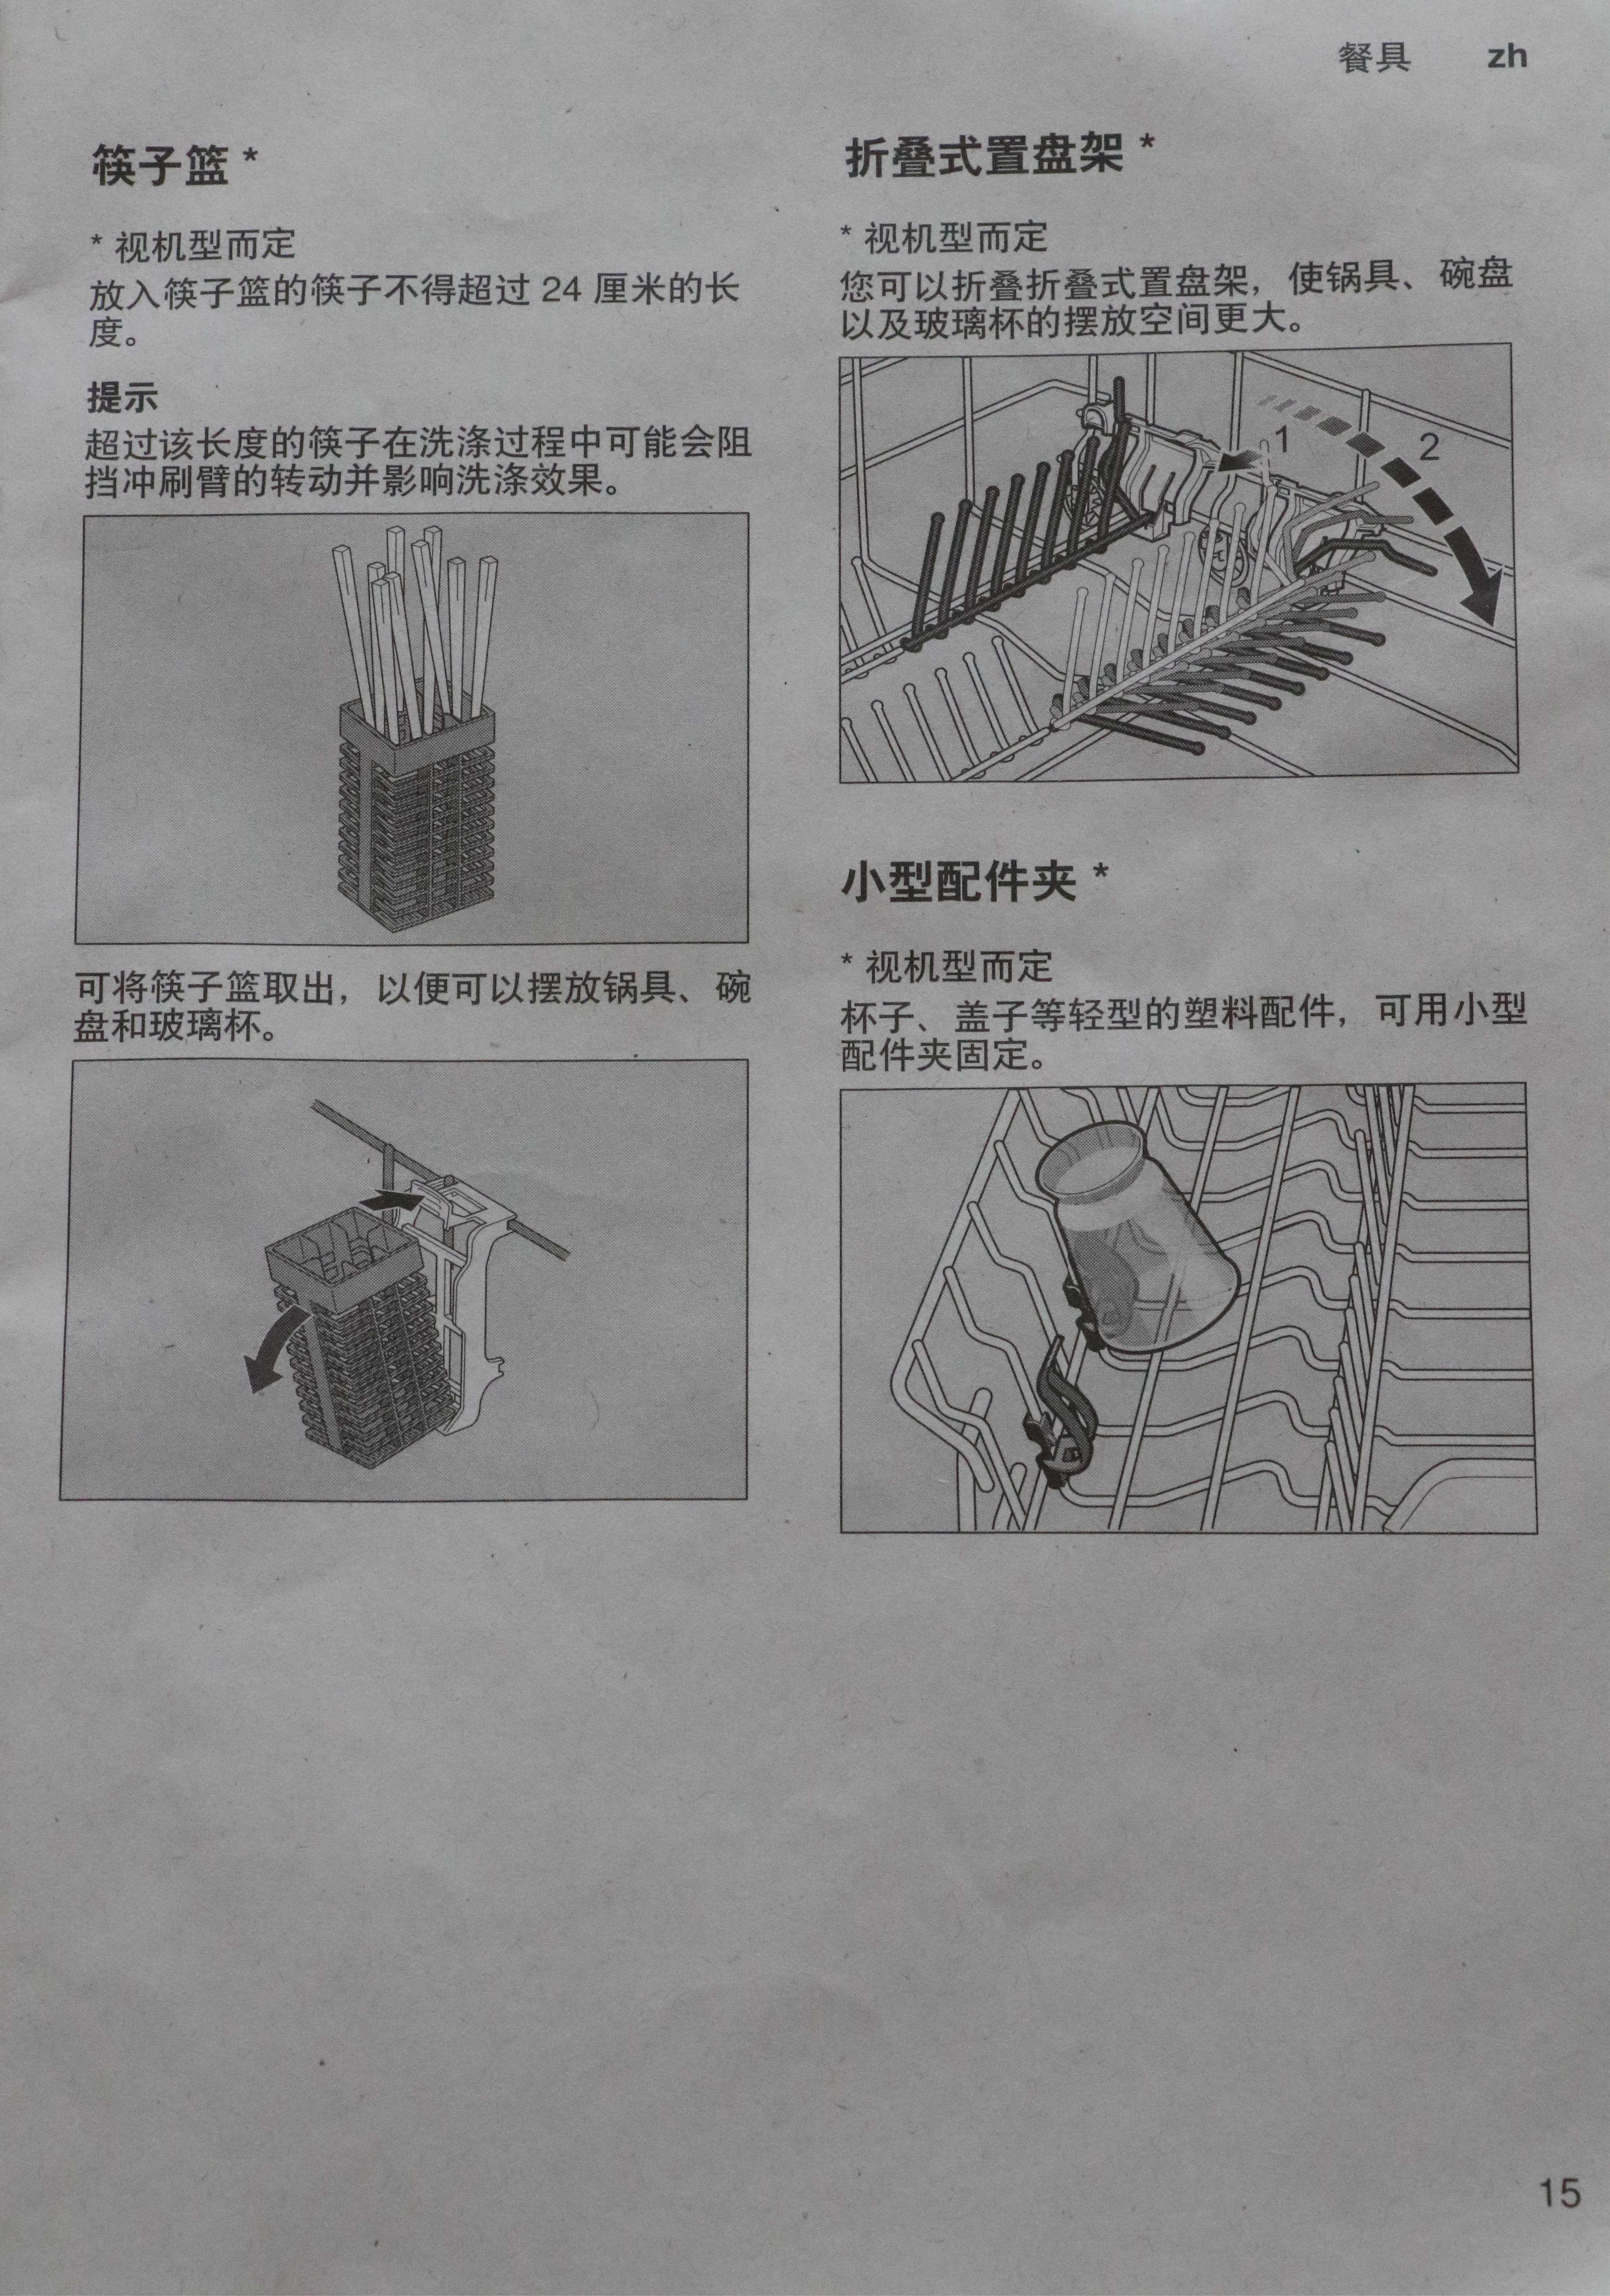 餐具 zh
筷子篮 *
* 视机型而定
放入筷子篮的筷子不得超过 24 厘米的长
度。
提示
超过该长度的筷子在洗涤过程中可能会阻
挡冲刷臂的转动并影响洗涤效果。
可将筷子篮取出，以便可以摆放锅具、碗
盘和玻璃杯。
折叠式置盘架 *
* 视机型而定
您可以折叠折叠式置盘架，使锅具、碗盘
以及玻璃杯的摆放空间更大。
1
2
小型配件夹 *
* 视机型而定
杯子、盖子等轻型的塑料配件，可用小型
配件夹固定。
15